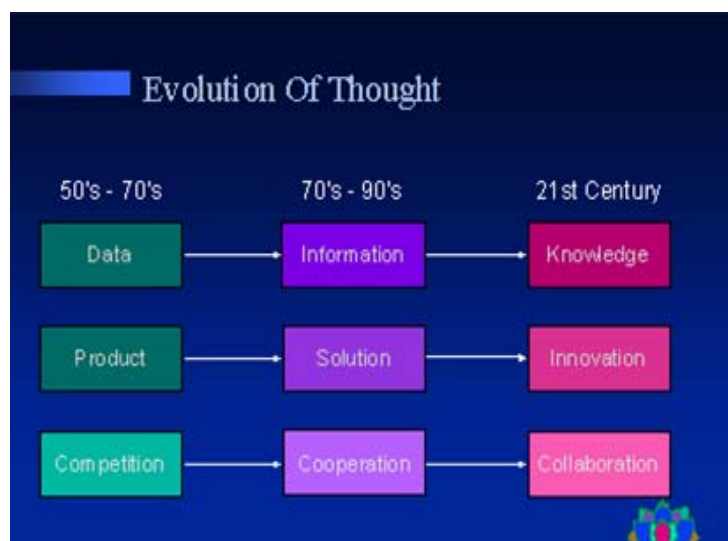 Evolution Of Thought
50's - 70's 70's - 90's 21st Century
Data Information Knowledge
Product Solution Innovation
Competition Cooperation Collaboration